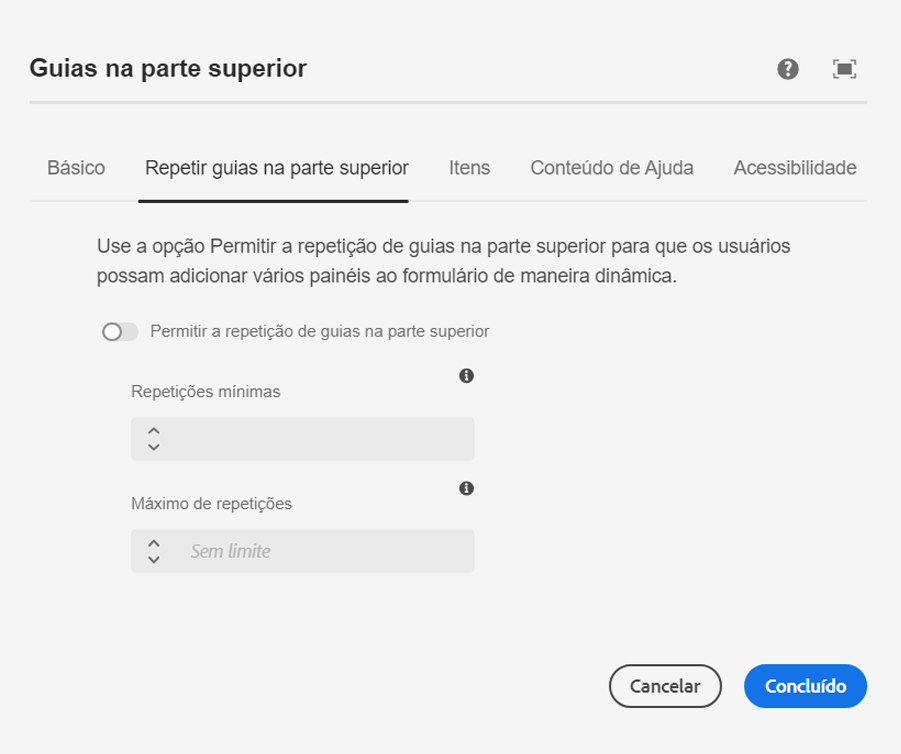 Guias na parte superior
Básico Repetir guias na parte superior Itens Conteúdo de Ajuda Acessibilidade
Use a opção Permitir a repetição de guias na parte superior para que os usuários
possam adicionar vários painéis ao formulário de maneira dinâmica.
Permitir a repetição de guias na parte superior
Repetições mínimas
Máximo de repetições
Sem limite
Cancelar Concluído